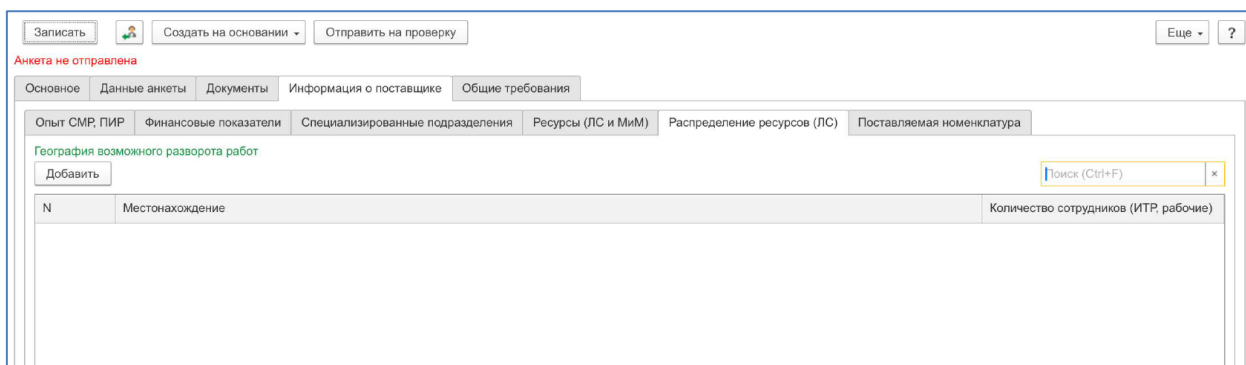 Записать Создать на основании Отправить на проверку Еще ?
Анкета не отправлена
Основное Данные анкеты Документы Информация о поставщике Общие требования
Опыт СМР, ПИР Финансовые показатели Специализированные подразделения Ресурсы (ЛС и МиМ) Распределение ресурсов (ЛС) Поставляемая номенклатура
География возможного разворота работ
Добавить Поиск (Ctrl+F) ×
N Местонахождение Количество сотрудников (ИТР, рабочие)